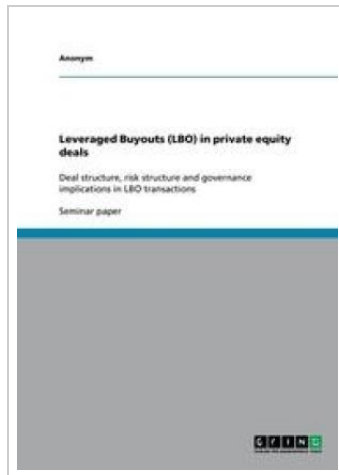 Anonym
Leveraged Buyouts (LBO) in private equity
deals
Deal structure, risk structure and governance
implications in LBO transactions
Seminar paper
GRIN